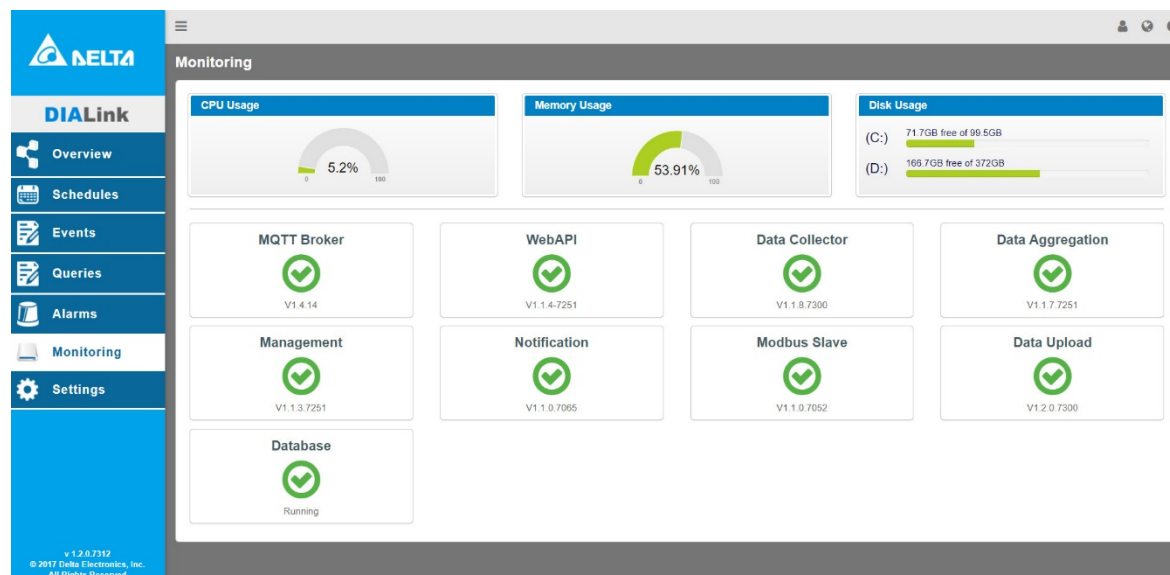 DELTA
DIALink
Overview
Schedules
Events
Queries
Alarms
Monitoring
Settings
v 1.2.0.7312
© 2017 Delta Electronics, Inc.
All Rights Reserved
Monitoring
CPU Usage
5.2%
0
100
Memory Usage
53.91%
0
100
Disk Usage
(C:)
71.7GB free of 99.5GB
(D:)
166.7GB free of 372GB
MQTT Broker
V1.4.14
WebAPI
V1.1.4-7251
Data Collector
V1.1.8.7300
Data Aggregation
V1.1.7.7251
Management
V1.1.3.7251
Notification
V1.1.0.7065
Modbus Slave
V1.1.0.7052
Data Upload
V1.2.0.7300
Database
Running